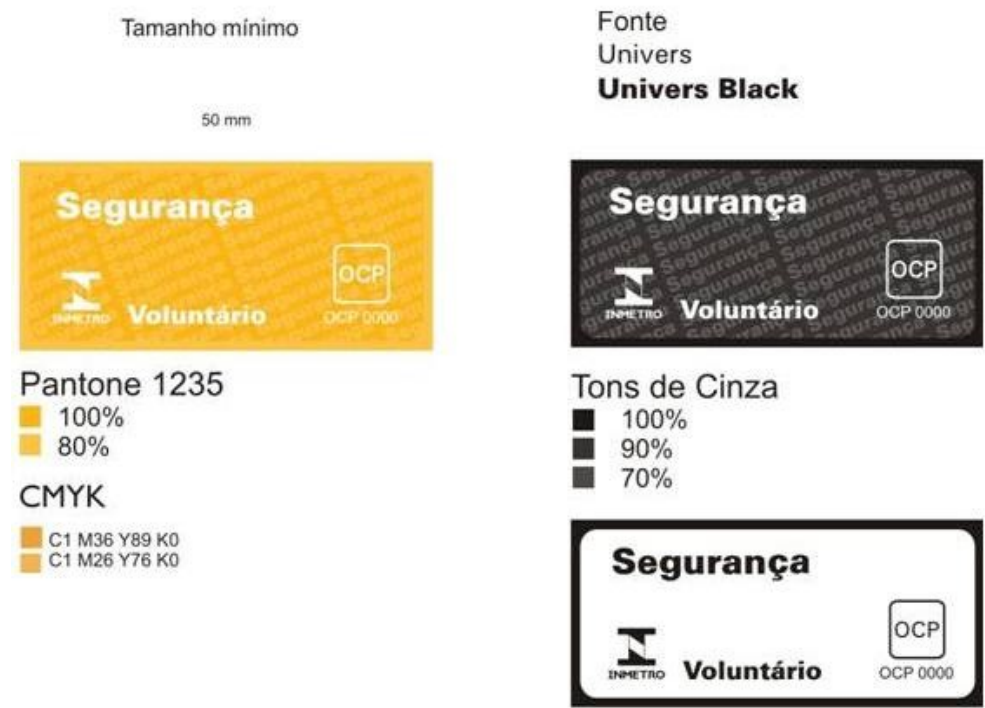 Tamanho mínimo
50 mm
Segurança
OCP
INMETRO
Voluntário
OCP 0000
Pantone 1235
100%
80%
CMYK
C1 M36 Y89 K0
C1 M26 Y76 K0
Fonte
Univers
Univers Black
Segurança
OCP
INMETRO
Voluntário
OCP 0000
Tons de Cinza
100%
90%
70%
Segurança
OCP
INMETRO
Voluntário
OCP 0000